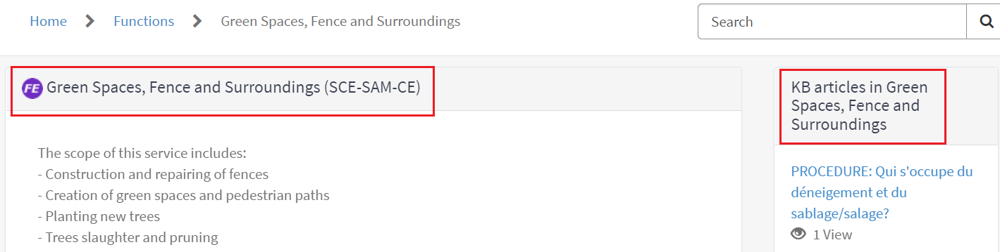 Home > Functions > Green Spaces, Fence and Surroundings
Search
FE Green Spaces, Fence and Surroundings (SCE-SAM-CE)
The scope of this service includes:
- Construction and repairing of fences
- Creation of green spaces and pedestrian paths
- Planting new trees
- Trees slaughter and pruning
KB articles in Green
Spaces, Fence and
Surroundings
PROCEDURE: Qui s'occupe du
déneigement et du
sablage/salage?
1 View